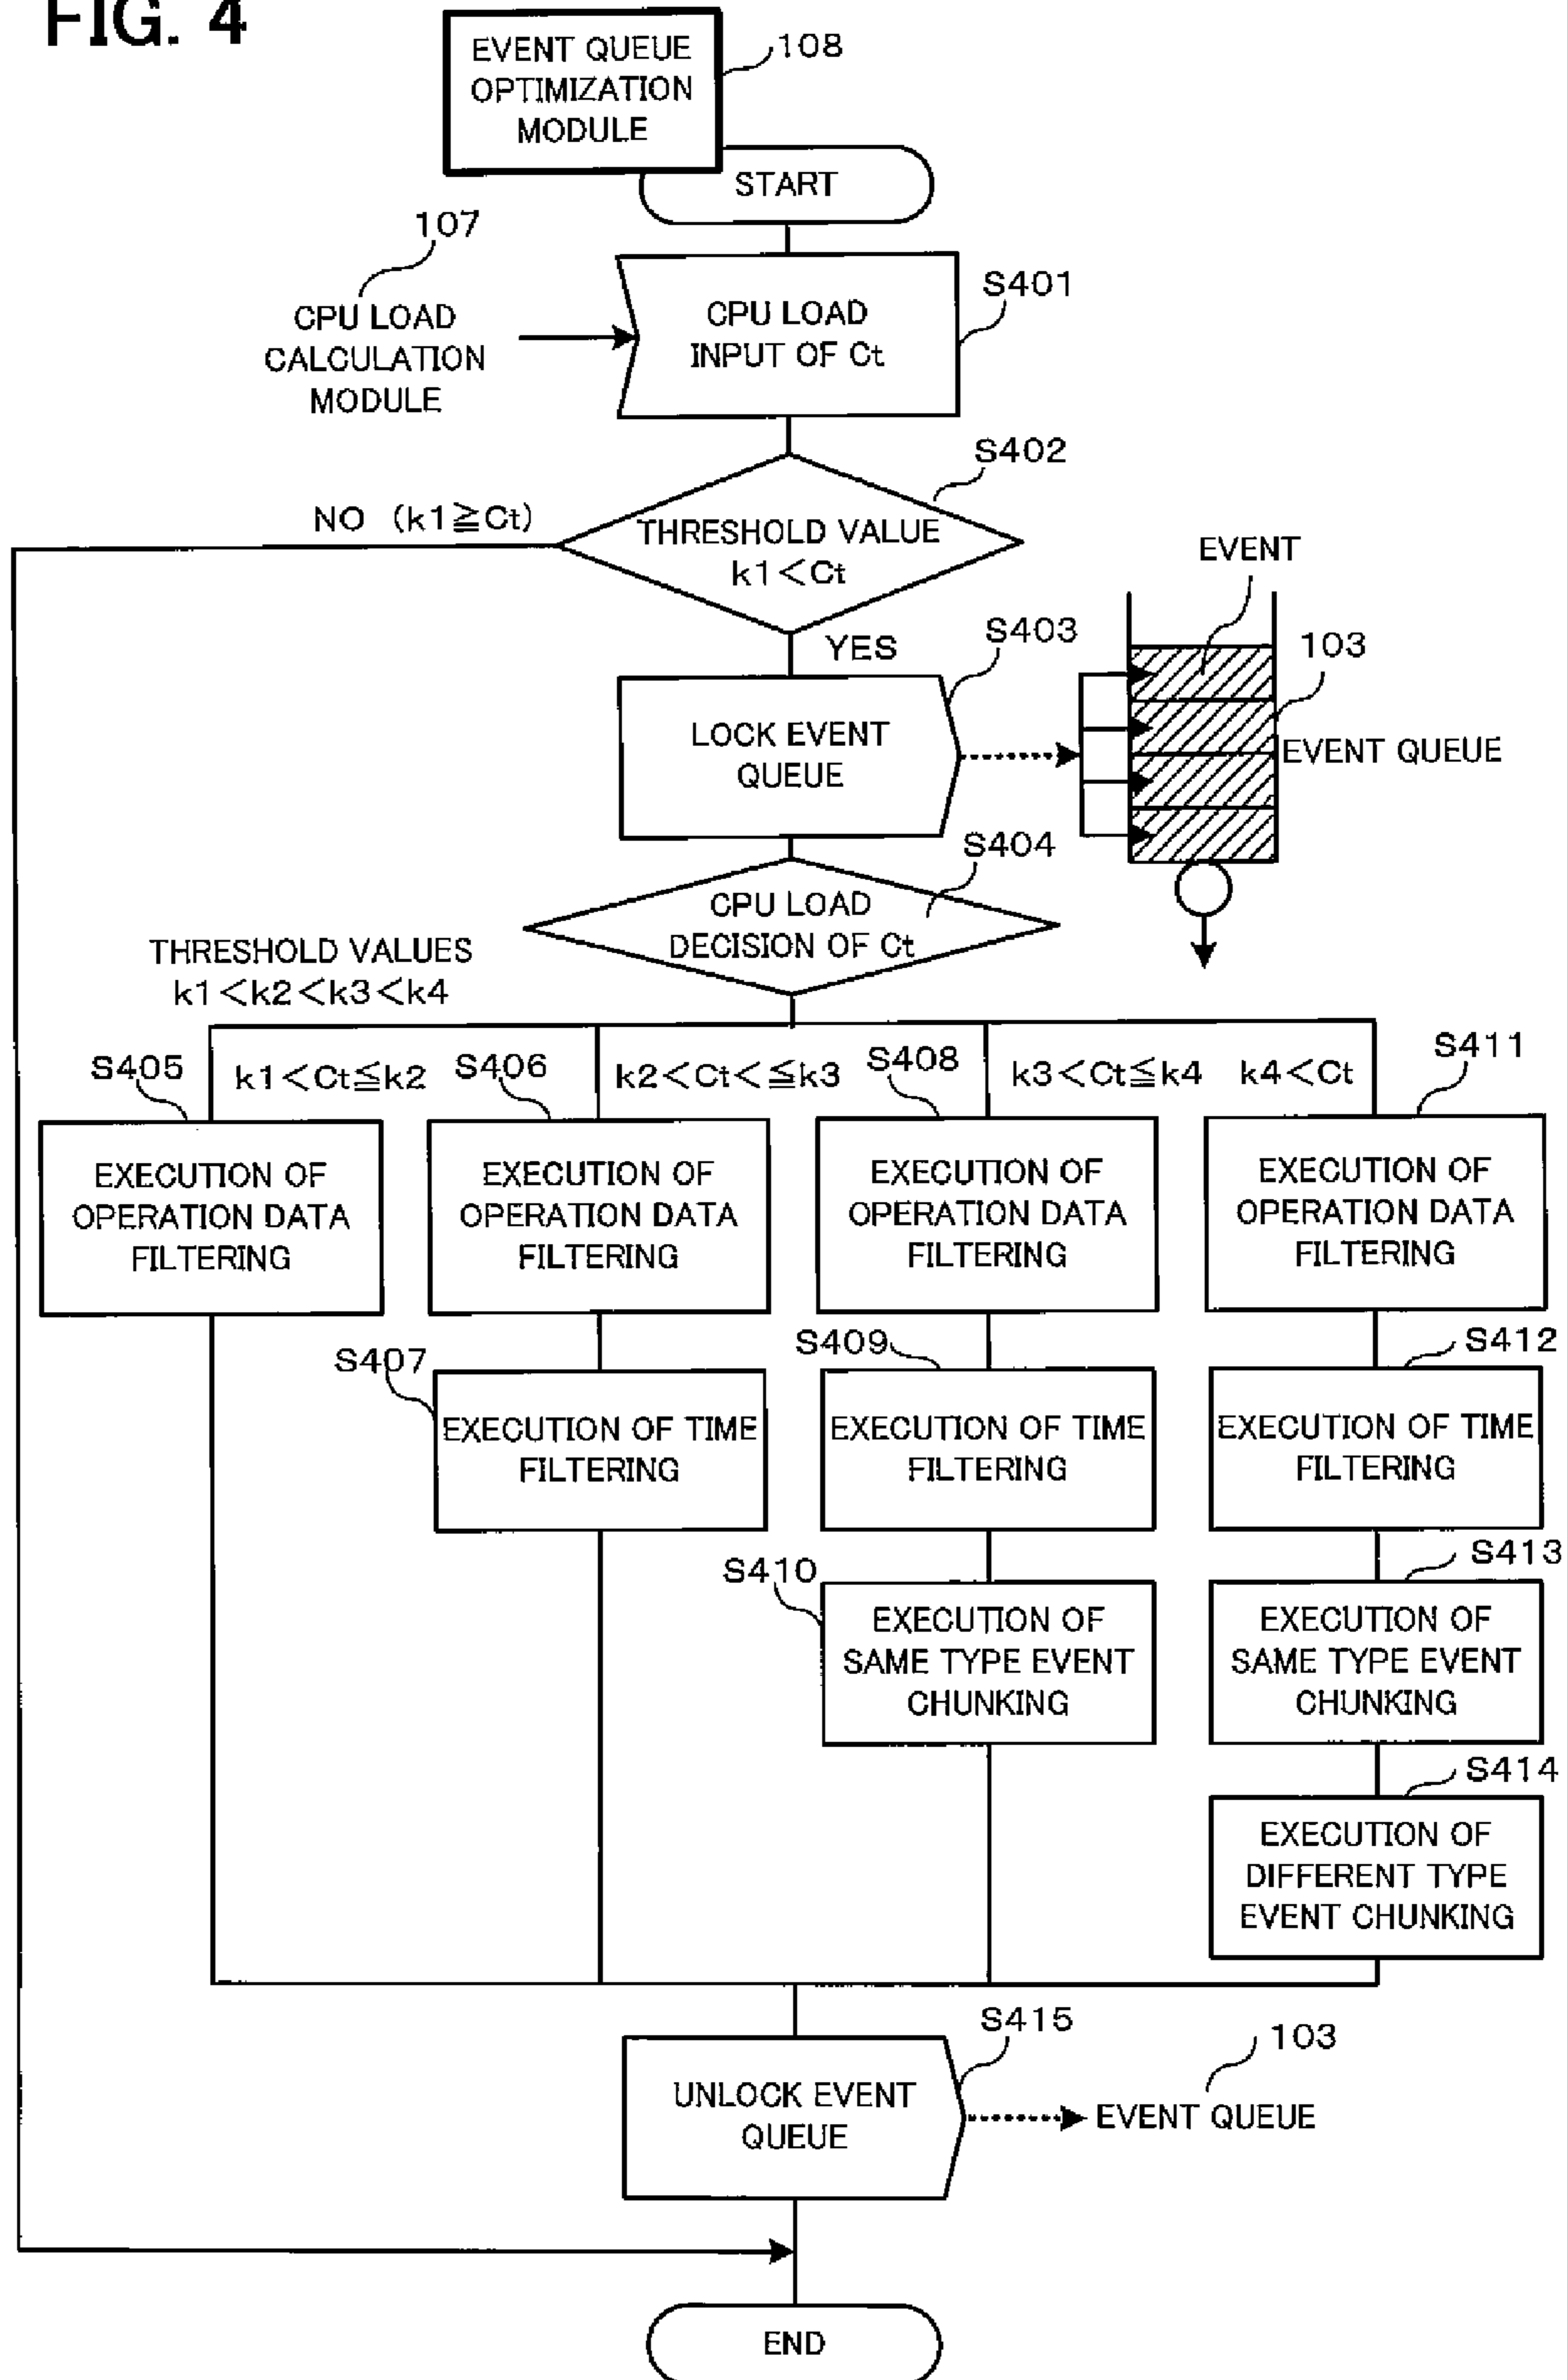 FIG. 4
EVENT QUEUE
OPTIMIZATION
MODULE
108
START
107
CPU LOAD
CALCULATION
MODULE
CPU LOAD
INPUT OF Ct
S401
S402
NO (k1≧Ct)
THRESHOLD VALUE
k1<Ct
YES
S403
LOCK EVENT
QUEUE
EVENT
103
EVENT QUEUE
S404
CPU LOAD
DECISION OF Ct
THRESHOLD VALUES
k1<k2<k3<k4
S405
k1<Ct≦k2
S406
k2<Ct<≦k3
S408
k3<Ct≦k4
k4<Ct
S411
EXECUTION OF
OPERATION DATA
FILTERING
EXECUTION OF
OPERATION DATA
FILTERING
EXECUTION OF
OPERATION DATA
FILTERING
EXECUTION OF
OPERATION DATA
FILTERING
S407
EXECUTION OF TIME
FILTERING
S409
EXECUTION OF TIME
FILTERING
S412
EXECUTION OF TIME
FILTERING
S410
EXECUTION OF
SAME TYPE EVENT
CHUNKING
S413
EXECUTION OF
SAME TYPE EVENT
CHUNKING
S414
EXECUTION OF
DIFFERENT TYPE
EVENT CHUNKING
S415
UNLOCK EVENT
QUEUE
103
EVENT QUEUE
END